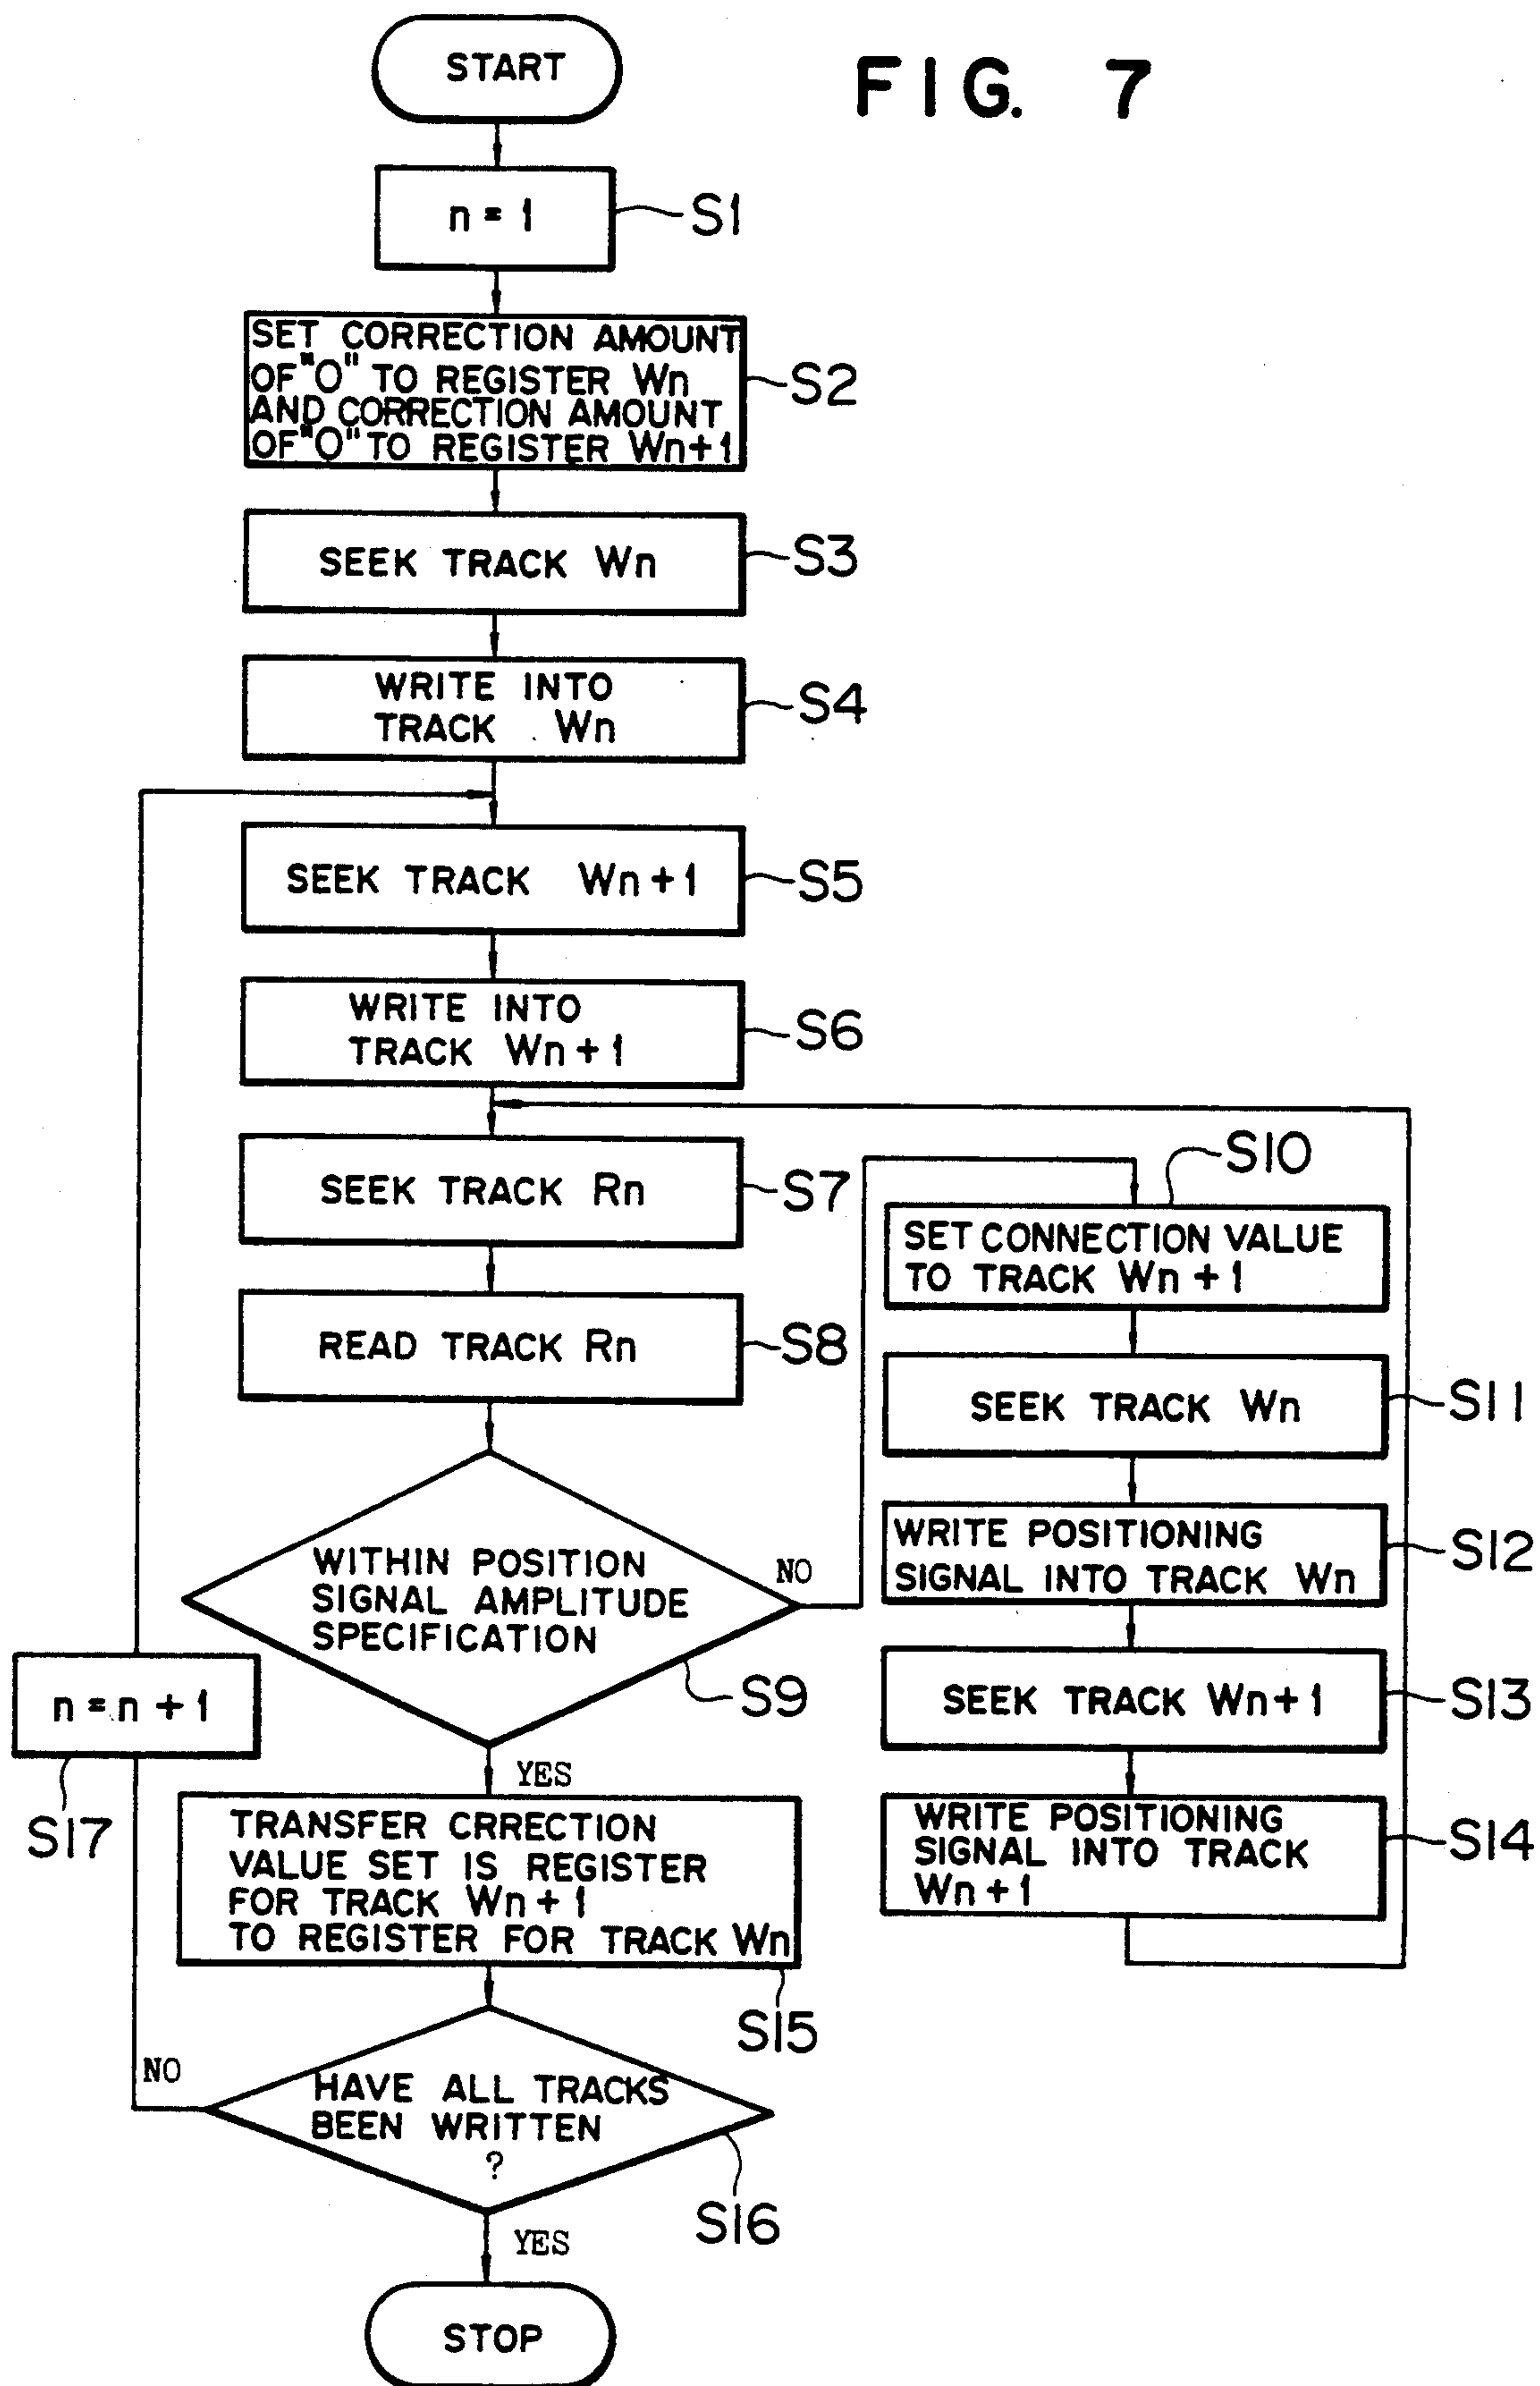 START
FIG. 7
n = 1
S1
SET CORRECTION AMOUNT
OF "O" TO REGISTER Wn
AND CORRECTION AMOUNT
OF "O" TO REGISTER Wn+1
S2
SEEK TRACK Wn
S3
WRITE INTO
TRACK Wn
S4
SEEK TRACK Wn+1
S5
WRITE INTO
TRACK Wn+1
S6
SEEK TRACK Rn
S7
READ TRACK Rn
S8
WITHIN POSITION
SIGNAL AMPLITUDE
SPECIFICATION
S9
NO
YES
S10
SET CONNECTION VALUE
TO TRACK Wn+1
SEEK TRACK Wn
S11
WRITE POSITIONING
SIGNAL INTO TRACK Wn
S12
SEEK TRACK Wn+1
S13
WRITE POSITIONING
SIGNAL INTO TRACK
Wn+1
S14
n = n + 1
S17
TRANSFER CRRECTION
VALUE SET IS REGISTER
FOR TRACK Wn+1
TO REGISTER FOR TRACK Wn
S15
NO
HAVE ALL TRACKS
BEEN WRITTEN
?
S16
YES
STOP